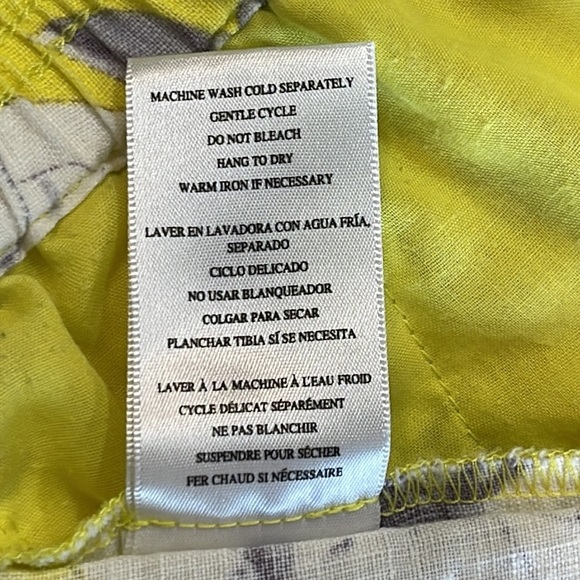 MACHINE WASH COLD SEPARATELY
GENTLE CYCLE
DO NOT BLEACH
HANG TO DRY
WARM IRON IF NECESSARY
LAVER EN LAVADORA CON AGUA FRÍA,
SEPARADO
CICLO DELICADO
NO USAR BLANQUEADOR
COLGAR PARA SECAR
PLANCHAR TIBIA SÍ SE NECESITA
LAVER À LA MACHINE À L'EAU FROID
CYCLE DÉLICAT SÉPARÉMENT
NE PAS BLANCHIR
SUSPENDRE POUR SÉCHER
FER CHAUD SI NÉCESSAIRE